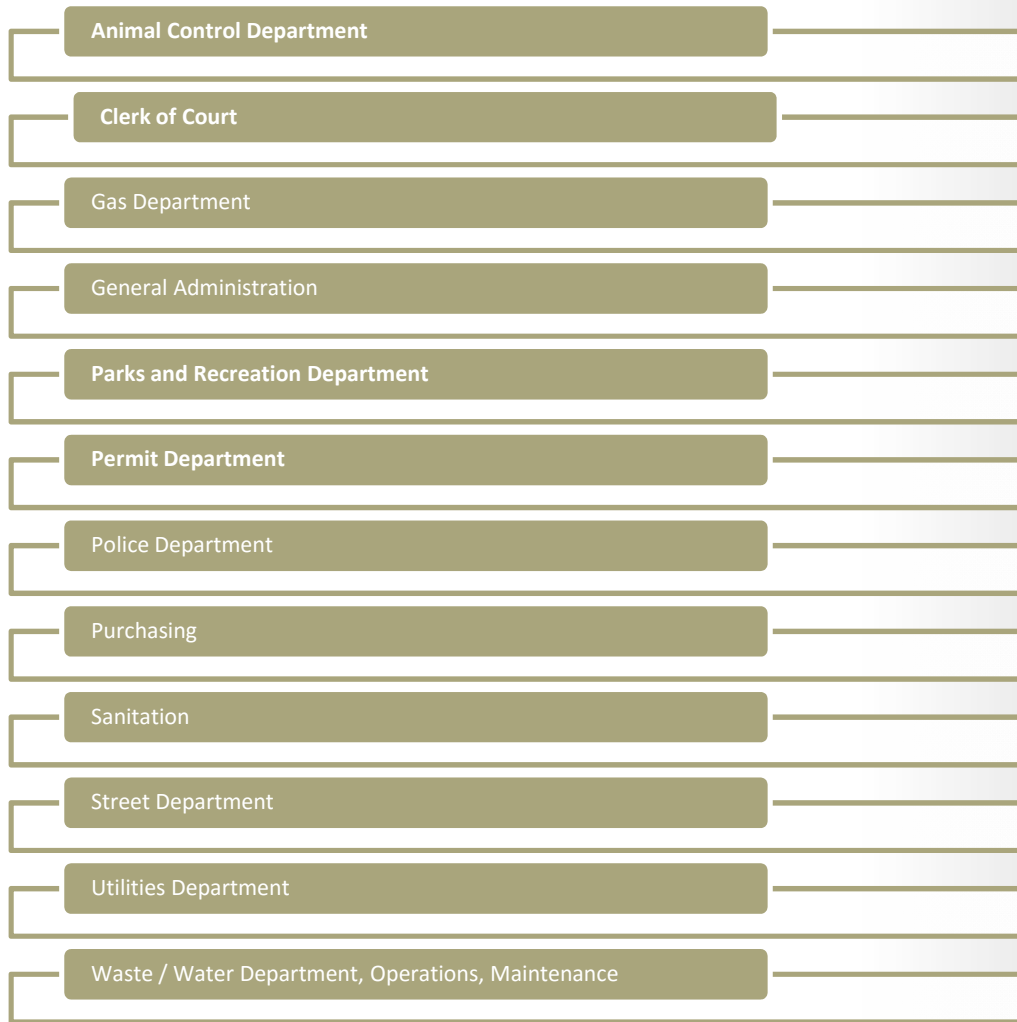 Animal Control Department
Clerk of Court
Gas Department
General Administration
Parks and Recreation Department
Permit Department
Police Department
Purchasing
Sanitation
Street Department
Utilities Department
Waste / Water Department, Operations, Maintenance